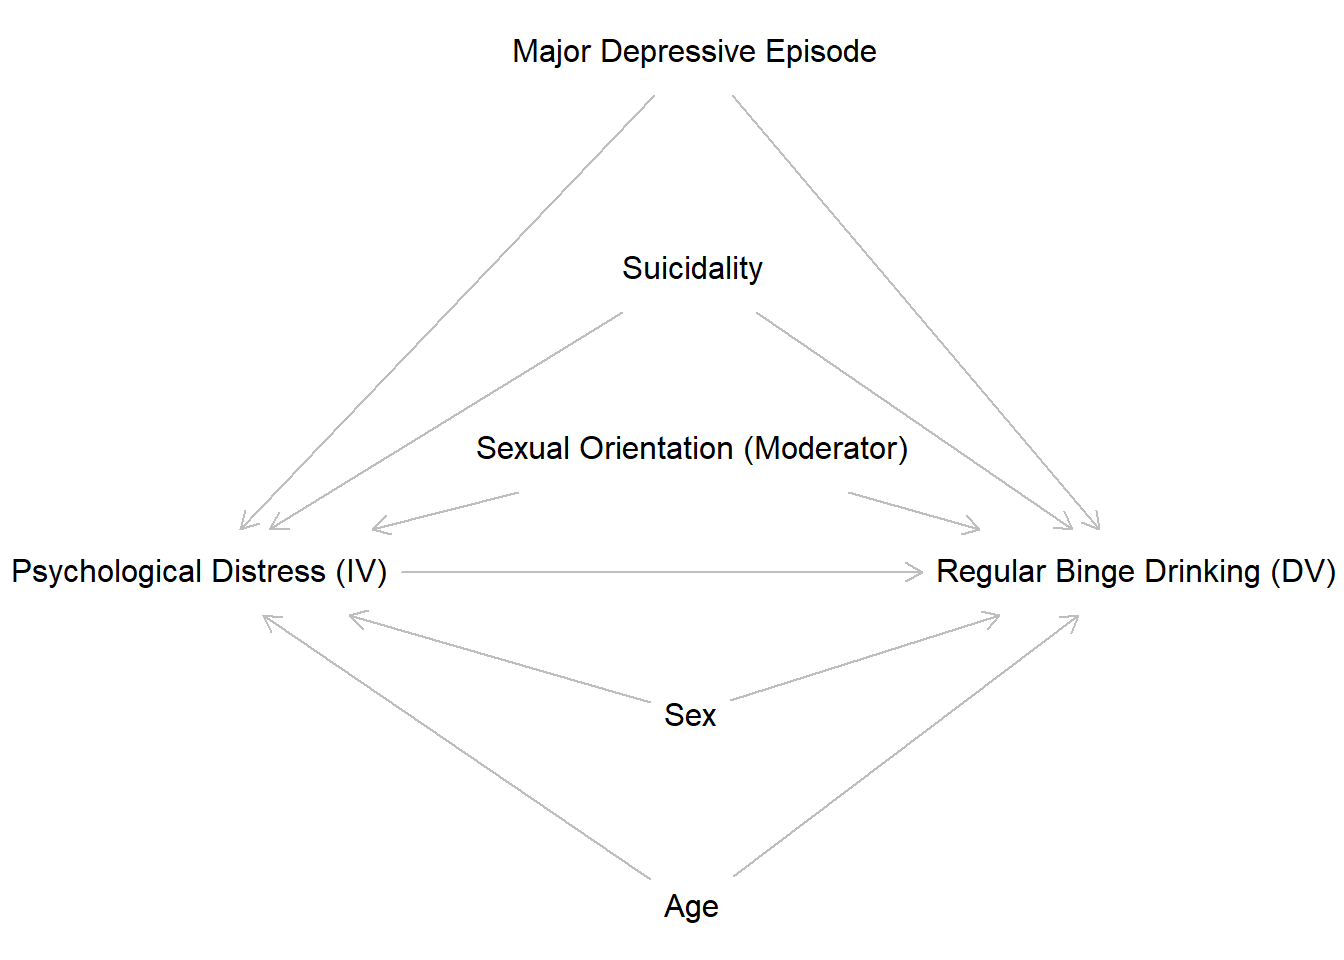 Major Depressive Episode
Suicidality
Sexual Orientation (Moderator)
Psychological Distress (IV)
Regular Binge Drinking (DV)
Sex
Age